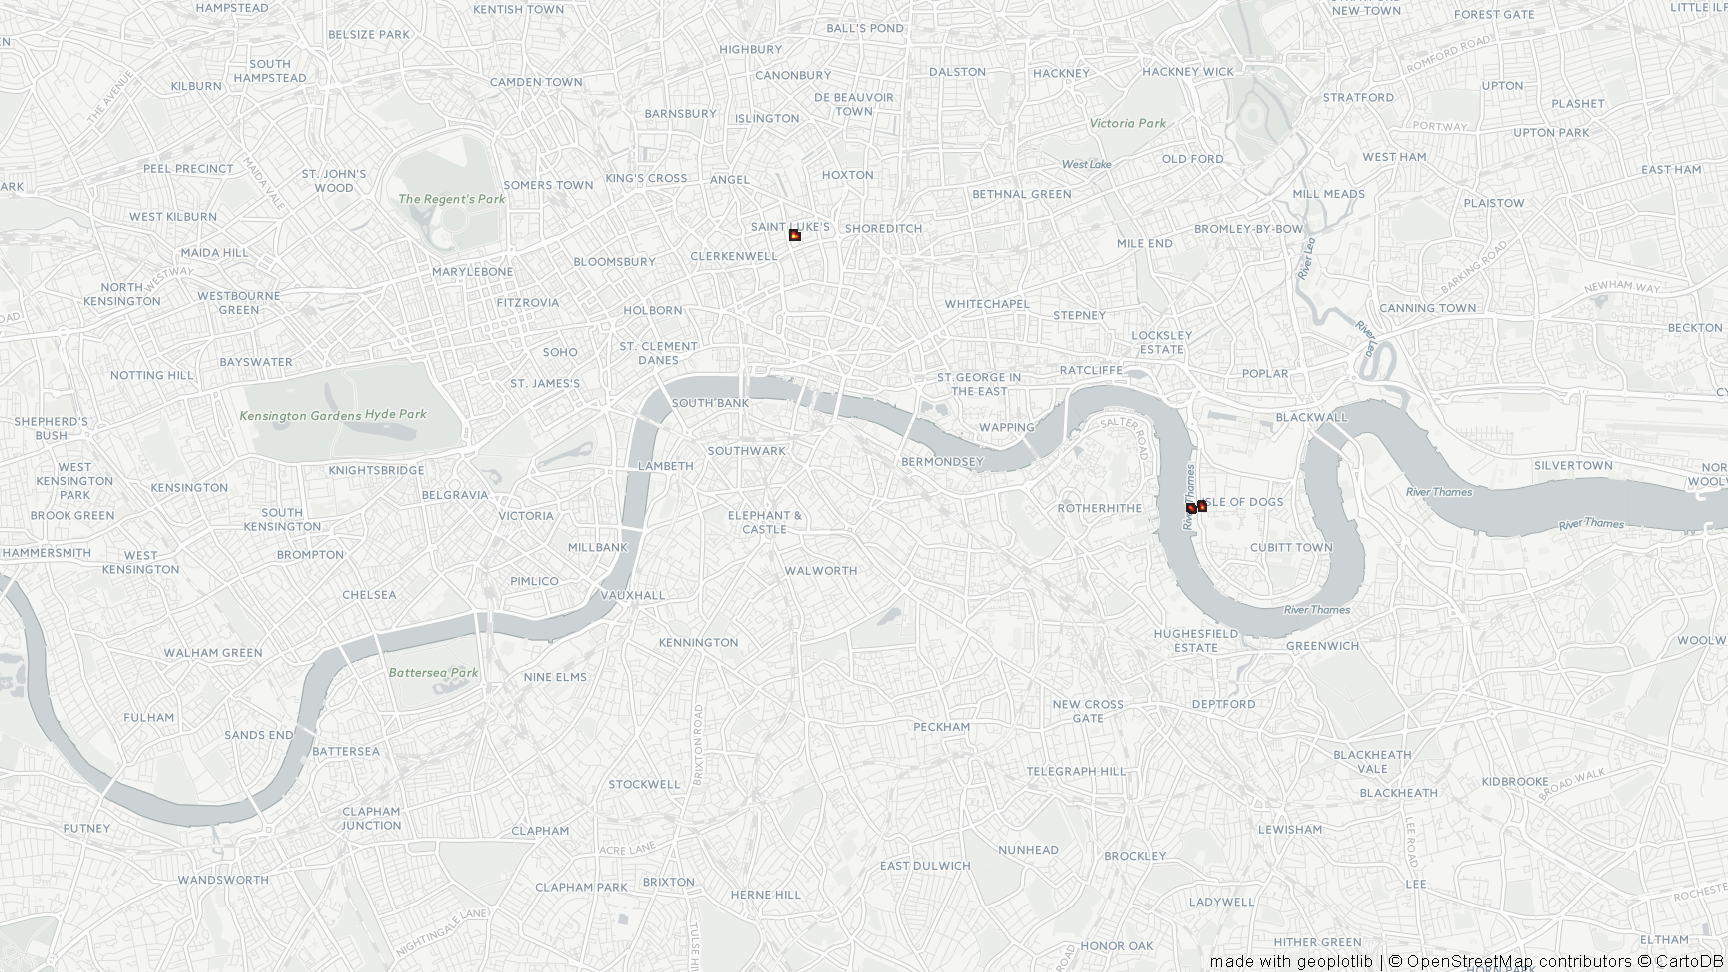 HAMPSTEAD
KENTISH TOWN
NEW TOWN
FOREST GATE
LITTLE ILF
BALL'S POND
BELSIZE PARK
HIGHBURY
SOUTH
HAMPSTEAD
CANONBURY
DALSTON
HACKNEY
HACKNEY WICK
ROMFORD ROAD
THE AVENUE
KILBURN
CAMDEN TOWN
DE BEAUVOIR
TOWN
STRATFORD
UPTON
PLASHET
BARNSBURY
ISLINGTON
Victoria Park
PORTWAY
UPTON PARK
PEEL PRECINCT
MAIDA VALE
ST. JOHN'S
WOOD
SOMERS TOWN
KING'S CROSS
ANGEL
HOXTON
West Lake
OLD FORD
WEST HAM
EAST HAM
ARK
The Regent's Park
BETHNAL GREEN
MILL MEADS
PLAISTOW
WEST KILBURN
SAINT LUKE'S
SHOREDITCH
BROMLEY-BY-BOW
MAIDA HILL
CLERKENWELL
MILE END
River Lea
BARKING ROAD
WESTWAY
MARYLEBONE
BLOOMSBURY
NORTH
KENSINGTON
WESTBOURNE
GREEN
FITZROVIA
HOLBORN
WHITECHAPEL
STEPNEY
CANNING TOWN
NEWHAM WAY
OAD
SOHO
ST. CLEMENT
DANES
LOCKSLEY
ESTATE
River Lea
BECKTON
BAYSWATER
NOTTING HILL
ST. JAMES'S
ST.GEORGE IN
THE EAST
RATCLIFFE
POPLAR
Kensington Gardens
Hyde Park
SOUTH BANK
BLACKWALL
SHEPHERD'S
BUSH
WAPPING
SALTER ROAD
WEST
KENSINGTON
PARK
KNIGHTSBRIDGE
LAMBETH
SOUTHWARK
BERMONDSEY
SILVERTOWN
NOR
WOOLW
KENSINGTON
BELGRAVIA
River Thames
River Thames
BROOK GREEN
SOUTH
KENSINGTON
VICTORIA
ELEPHANT &
CASTLE
ROTHERHITHE
ISLE OF DOGS
River Thames
HAMMERSMITH
WEST
KENSINGTON
BROMPTON
MILLBANK
CUBITT TOWN
PIMLICO
WALWORTH
CHELSEA
VAUXHALL
River Thames
WALHAM GREEN
KENNINGTON
HUGHESFIELD
ESTATE
GREENWICH
WOOLW
Battersea Park
NINE ELMS
FULHAM
BRIXTON ROAD
NEW CROSS
GATE
DEPTFORD
SANDS END
BATTERSEA
PECKHAM
BLACKHEATH
VALE
STOCKWELL
TELEGRAPH HILL
KIDBROOKE
BROAD WALK
BLACKHEATH
CLAPHAM
JUNCTION
CLAPHAM
LEWISHAM
LEE ROAD
ACRE LANE
NUNHEAD
BROCKLEY
WANDSWORTH
CLAPHAM PARK
BRIXTON
EAST DULWICH
HERNE HILL
LEE
ROCHESTE
NIGHTINGALE LANE
TULSE HI
LADYWELL
HONOR OAK
HITHER GREEN
ELTHAM
ROAD
made with geoplotlib | © OpenStreetMap contributors © CartoDB